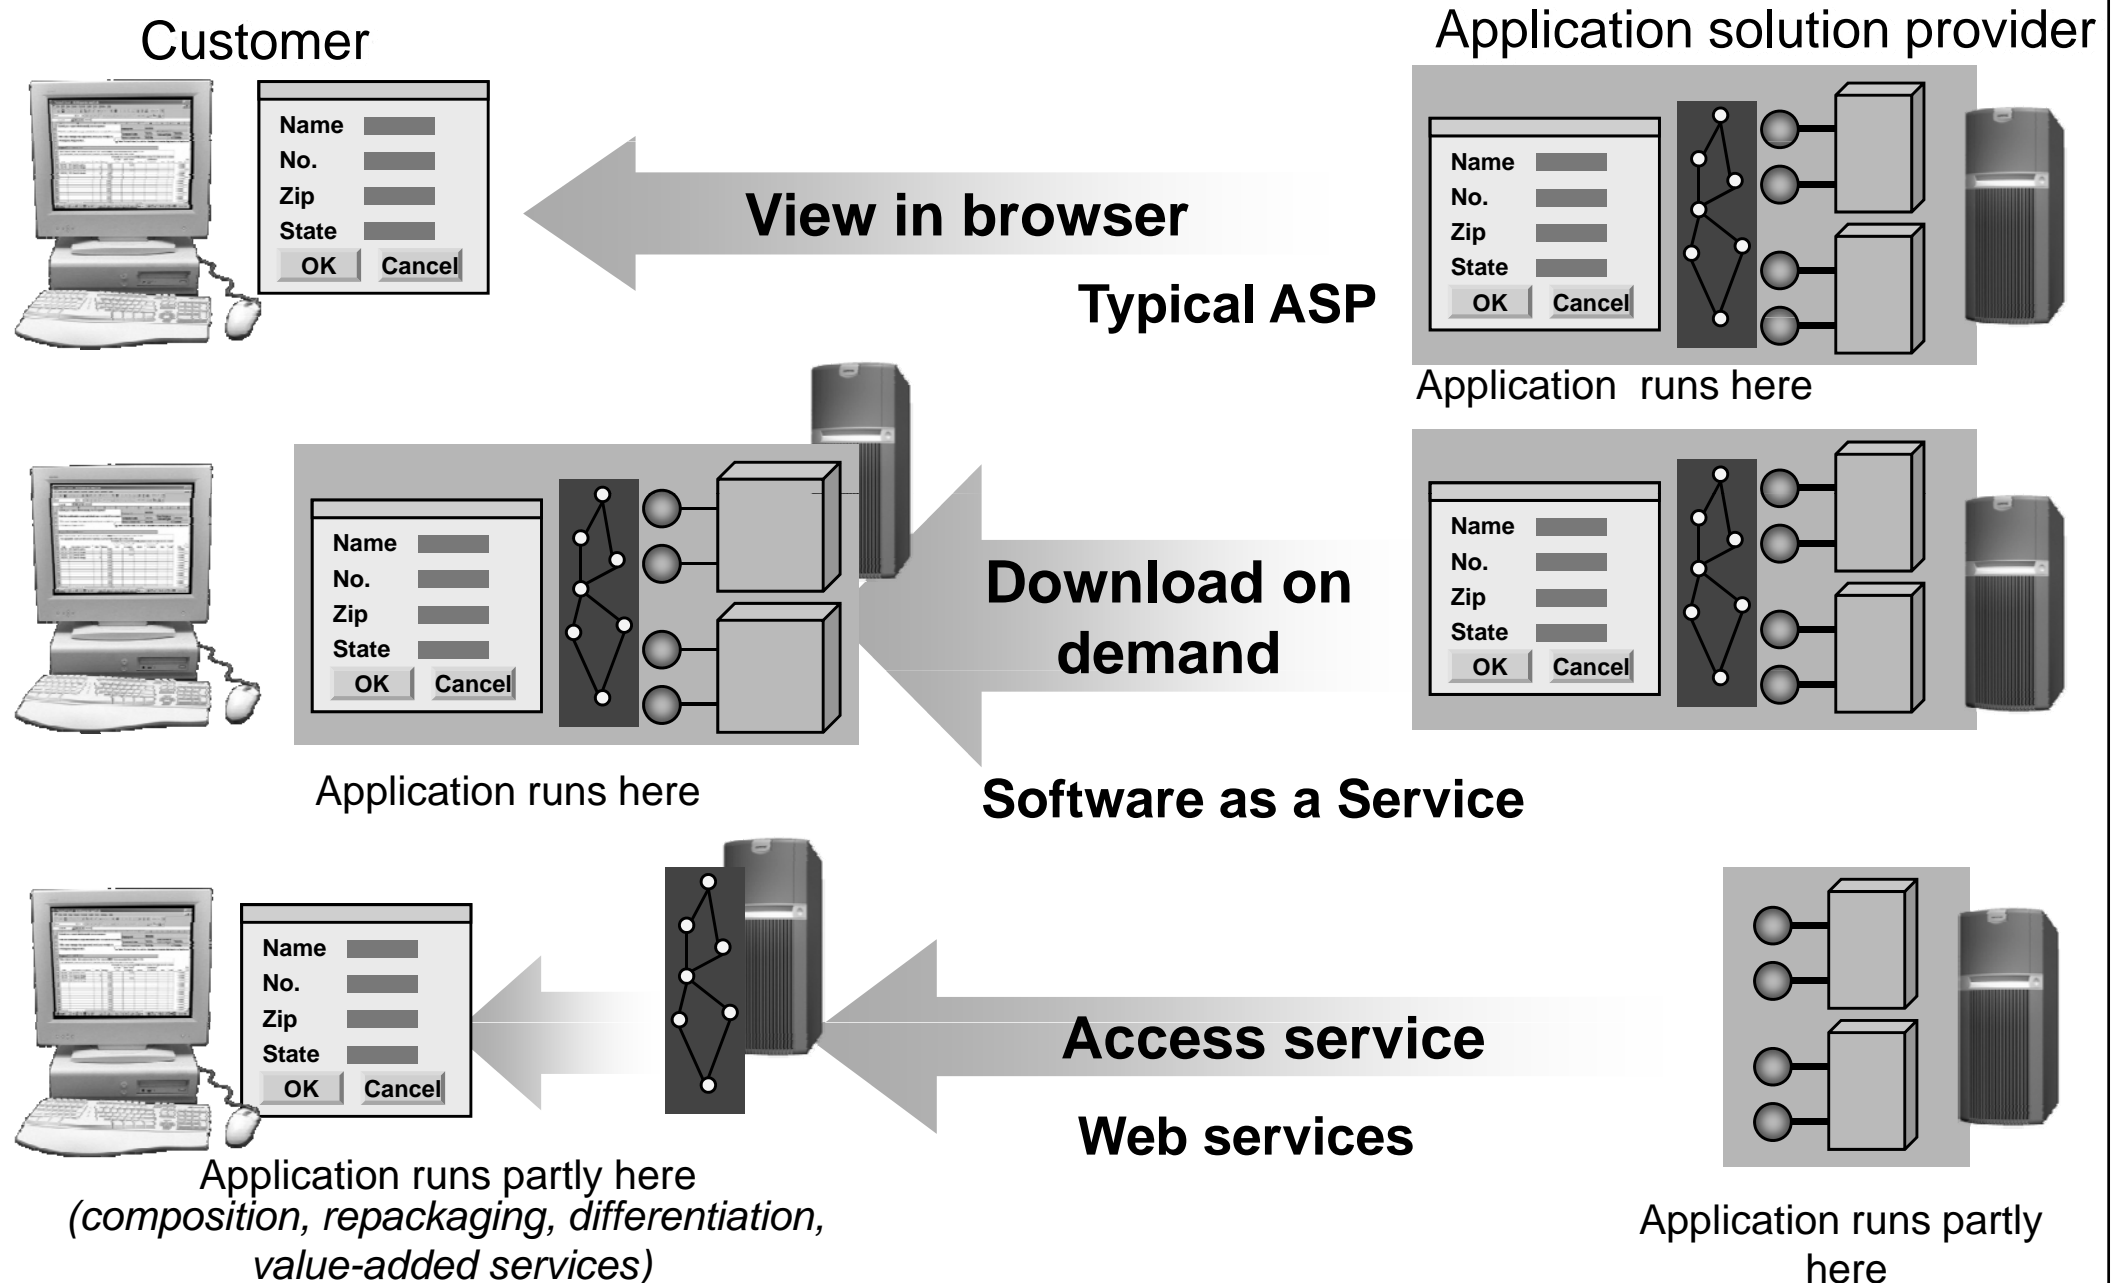 Customer
Application solution provider
Name
No.
Zip
State
OK Cancel
View in browser
Typical ASP
Name
No.
Zip
State
OK Cancel
Application runs here
Name
No.
Zip
State
OK Cancel
Application runs here
Download on
demand
Software as a Service
Name
No.
Zip
State
OK Cancel
Name
No.
Zip
State
OK Cancel
Application runs partly here
(composition, repackaging, differentiation,
value-added services)
Access service
Web services
Application runs partly
here